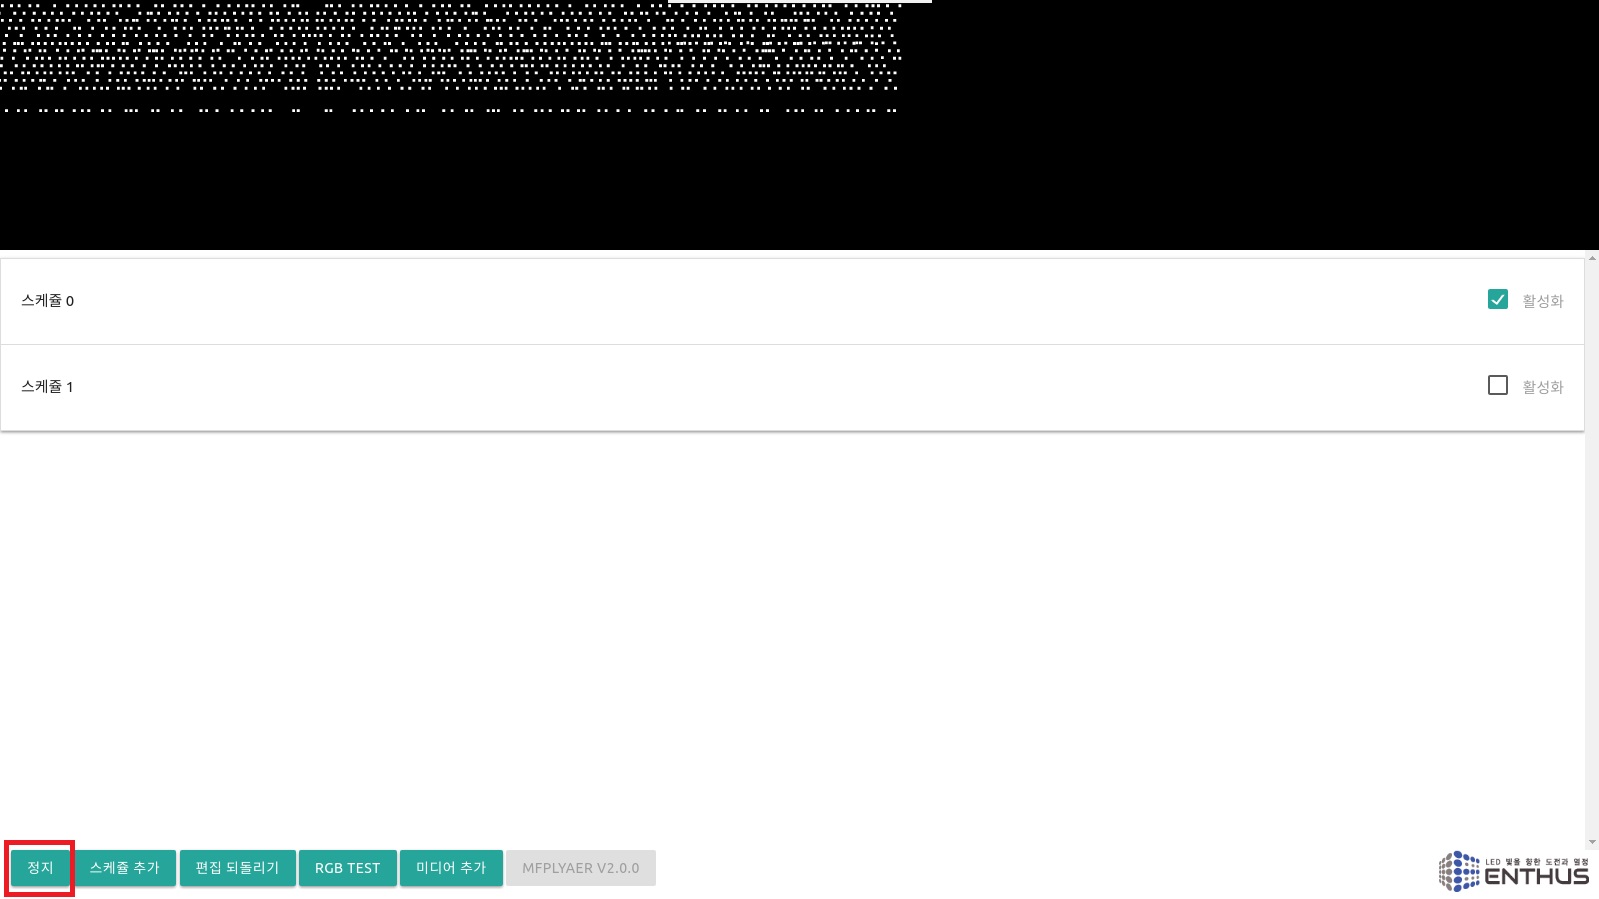 스케쥴 0
활성화
스케쥴 1
활성화
정지
스케쥴 추가
편집 되돌리기
RGB TEST
미디어 추가
MFPLYAER V2.0.0
LED 빛을 향한 도전과 열정
ENTHUS